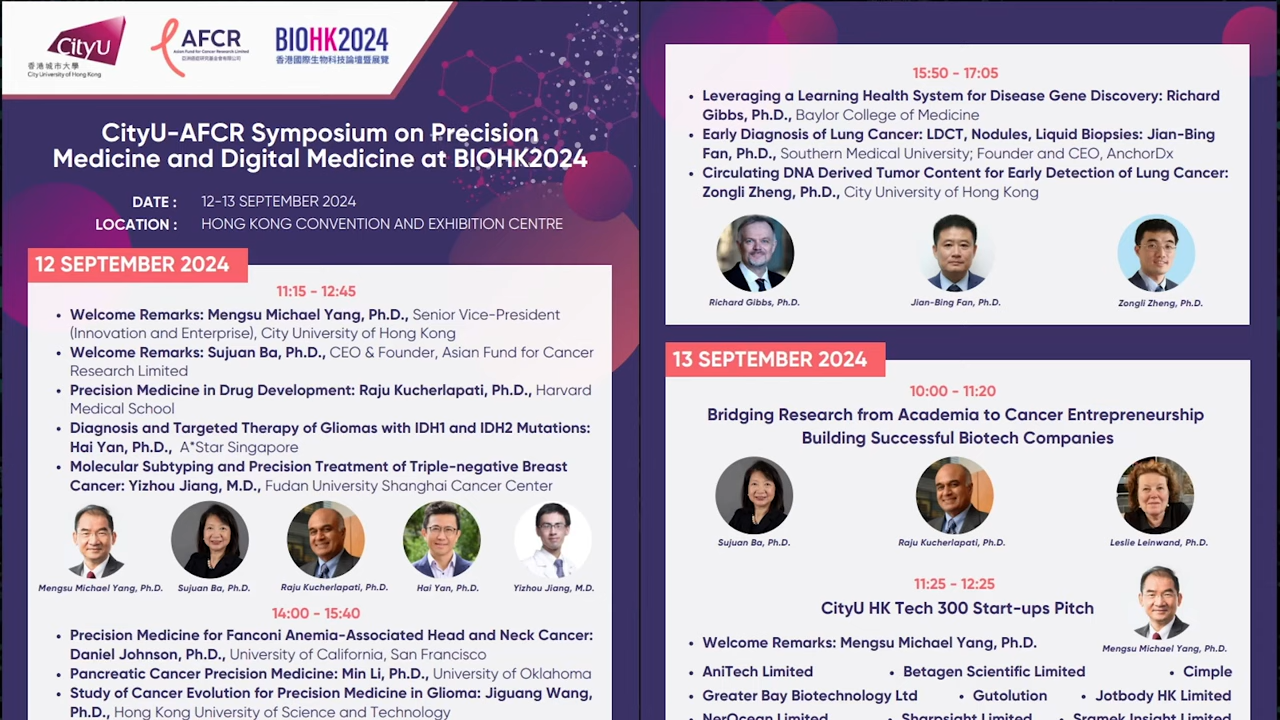 CityU
香港城市大學
City University of Hong Kong
AFCR
Asian Fund for Cancer Research Limited
BIOHK2024
香港國際生物科技論壇暨展覽
CityU-AFCR Symposium on Precision
Medicine and Digital Medicine at BIOHK2024
DATE : 12-13 SEPTEMBER 2024
LOCATION : HONG KONG CONVENTION AND EXHIBITION CENTRE
12 SEPTEMBER 2024
11:15 - 12:45
• Welcome Remarks: Mengsu Michael Yang, Ph.D., Senior Vice-President
(Innovation and Enterprise), City University of Hong Kong
• Welcome Remarks: Sujuan Ba, Ph.D., CEO & Founder, Asian Fund for Cancer
Research Limited
• Precision Medicine in Drug Development: Raju Kucherlapati, Ph.D., Harvard
Medical School
• Diagnosis and Targeted Therapy of Gliomas with IDH1 and IDH2 Mutations:
Hai Yan, Ph.D., A*Star Singapore
• Molecular Subtyping and Precision Treatment of Triple-negative Breast
Cancer: Yizhou Jiang, M.D., Fudan University Shanghai Cancer Center
Mengsu Michael Yang, Ph.D. Sujuan Ba, Ph.D. Raju Kucherlapati, Ph.D. Hai Yan, Ph.D. Yizhou Jiang, M.D.
14:00 - 15:40
• Precision Medicine for Fanconi Anemia-Associated Head and Neck Cancer:
Daniel Johnson, Ph.D., University of California, San Francisco
• Pancreatic Cancer Precision Medicine: Min Li, Ph.D., University of Oklahoma
• Study of Cancer Evolution for Precision Medicine in Glioma: Jiguang Wang,
Ph.D., Hong Kong University of Science and Technology
15:50 - 17:05
• Leveraging a Learning Health System for Disease Gene Discovery: Richard
Gibbs, Ph.D., Baylor College of Medicine
• Early Diagnosis of Lung Cancer: LDCT, Nodules, Liquid Biopsies: Jian-Bing
Fan, Ph.D., Southern Medical University; Founder and CEO, AnchorDx
• Circulating DNA Derived Tumor Content for Early Detection of Lung Cancer:
Zongli Zheng, Ph.D., City University of Hong Kong
Richard Gibbs, Ph.D. Jian-Bing Fan, Ph.D. Zongli Zheng, Ph.D.
13 SEPTEMBER 2024
10:00 - 11:20
Bridging Research from Academia to Cancer Entrepreneurship
Building Successful Biotech Companies
Sujuan Ba, Ph.D. Raju Kucherlapati, Ph.D. Leslie Leinwand, Ph.D.
11:25 - 12:25
CityU HK Tech 300 Start-ups Pitch
• Welcome Remarks: Mengsu Michael Yang, Ph.D.
Mengsu Michael Yang, Ph.D.
• AniTech Limited • Betagen Scientific Limited • Cimple
• Greater Bay Biotechnology Ltd • Gutolution • Jotbody HK Limited
NerOcean Limited Sharpsight Limited Sramek Insight Limited